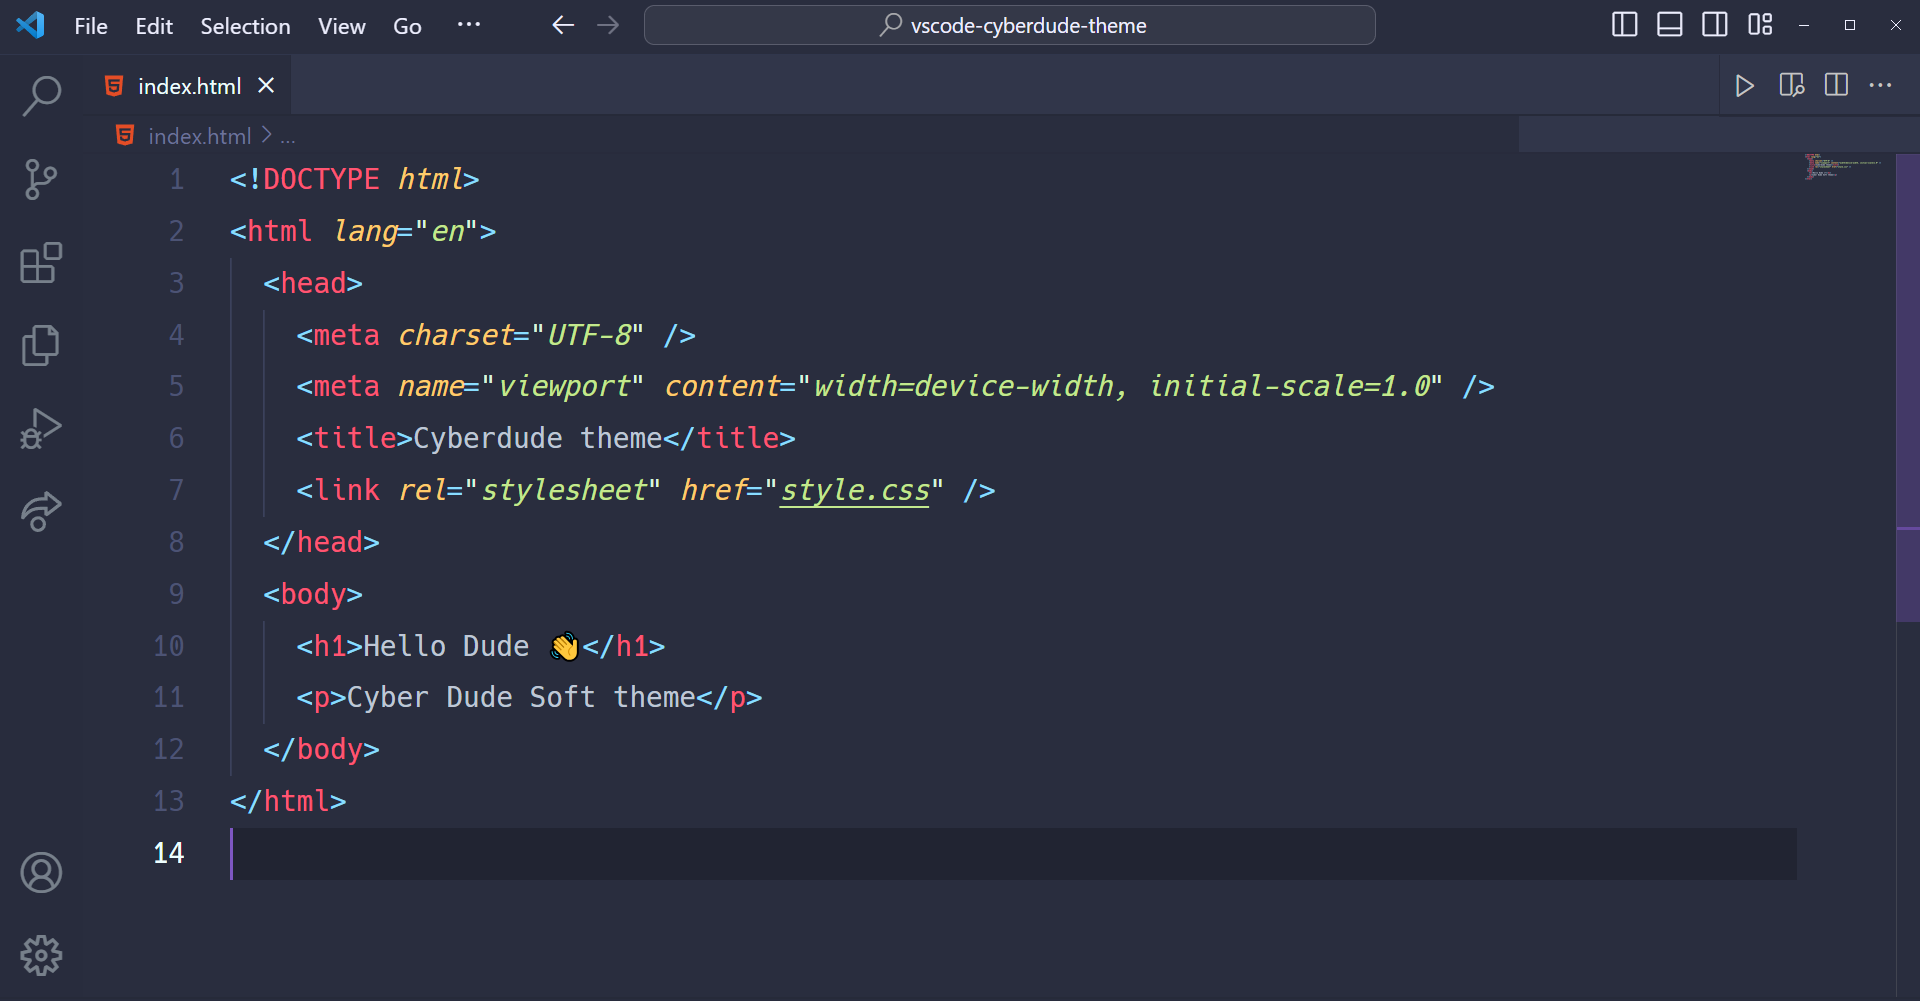 File Edit Selection View Go ··· vscode-cyberdude-theme
index.html
index.html > ...
1 <!DOCTYPE html>
2 <html lang="en">
3   <head>
4     <meta charset="UTF-8" />
5     <meta name="viewport" content="width=device-width, initial-scale=1.0" />
6     <title>Cyberdude theme</title>
7     <link rel="stylesheet" href="style.css" />
8   </head>
9   <body>
10     <h1>Hello Dude 👋</h1>
11     <p>Cyber Dude Soft theme</p>
12   </body>
13 </html>
14